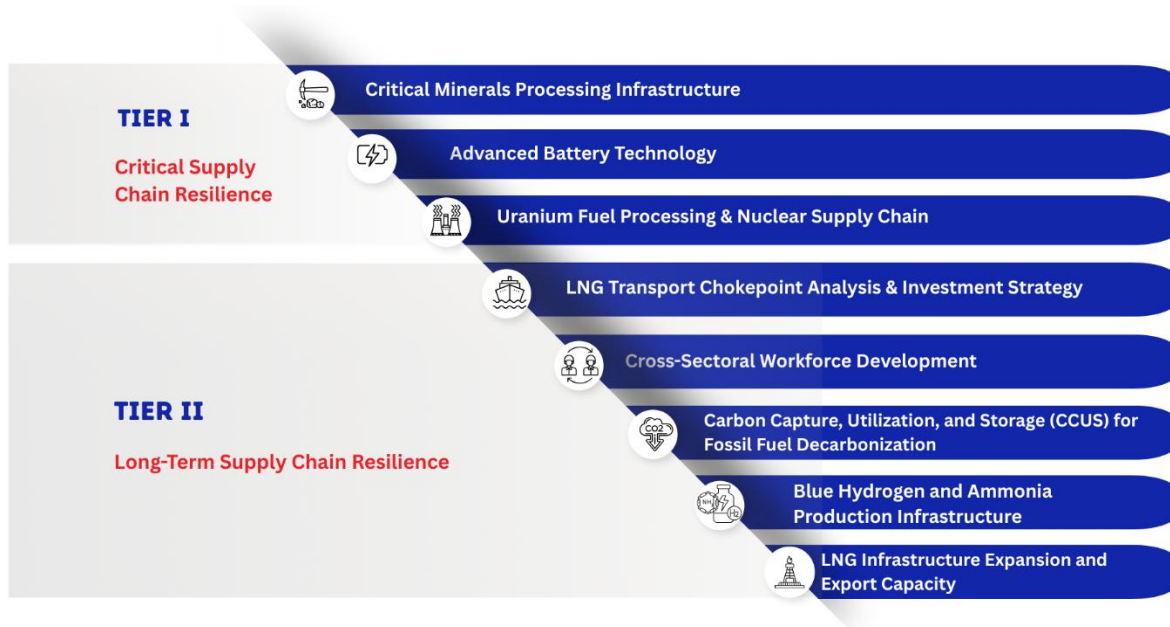 TIER I
Critical Supply
Chain Resilience
Critical Minerals Processing Infrastructure
Advanced Battery Technology
Uranium Fuel Processing & Nuclear Supply Chain
TIER II
Long-Term Supply Chain Resilience
LNG Transport Chokepoint Analysis & Investment Strategy
Cross-Sectoral Workforce Development
CO2
Carbon Capture, Utilization, and Storage (CCUS) for
Fossil Fuel Decarbonization
NH
H2
Blue Hydrogen and Ammonia
Production Infrastructure
LNG Infrastructure Expansion and
Export Capacity